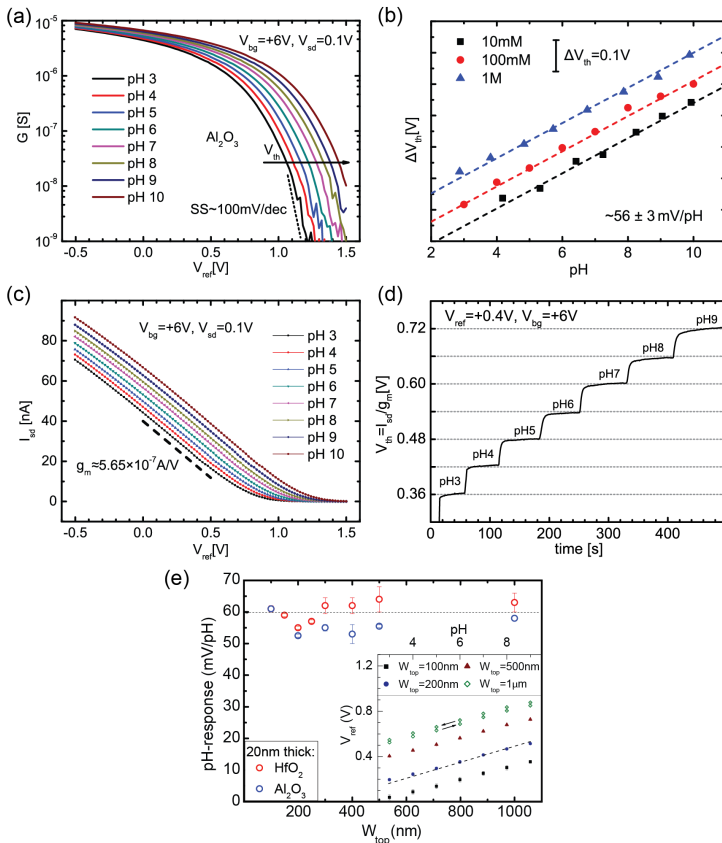 (a)
V_bg=+6V, V_sd=0.1V
pH 3
pH 4
pH 5
pH 6
pH 7
pH 8
pH 9
pH 10
Al₂O₃
V_th
SS~100mV/dec
G [S]
10⁻⁵
10⁻⁶
10⁻⁷
10⁻⁸
10⁻⁹
-0.5 0.0 0.5 1.0 1.5
V_ref[V]
(b)
10mM
100mM
1M
ΔV_th=0.1V
ΔV_th[V]
~56 ± 3 mV/pH
2 4 6 8 10
pH
(c)
V_bg=+6V, V_sd=0.1V
pH 3
pH 4
pH 5
pH 6
pH 7
pH 8
pH 9
pH 10
g_m≈5.65×10⁻⁷A/V
I_sd [nA]
80
60
40
20
0
-0.5 0.0 0.5 1.0 1.5
V_ref[V]
(d)
V_ref=+0.4V, V_bg=+6V
pH9
pH8
pH7
pH6
pH5
pH4
pH3
V_th=I_sd/g_m[V]
0.72
0.60
0.48
0.36
0 100 200 300 400
time [s]
(e)
pH-response (mV/pH)
70
65
60
55
50
45
40
35
30
25
20
15
10
5
0
20nm thick:
HfO₂
Al₂O₃
0 200 400 600 800 1000
W_top(nm)
pH
4 6 8
W_top=100nm
W_top=500nm
W_top=200nm
W_top=1μm
V_ref (V)
1.2
0.8
0.4
0.0